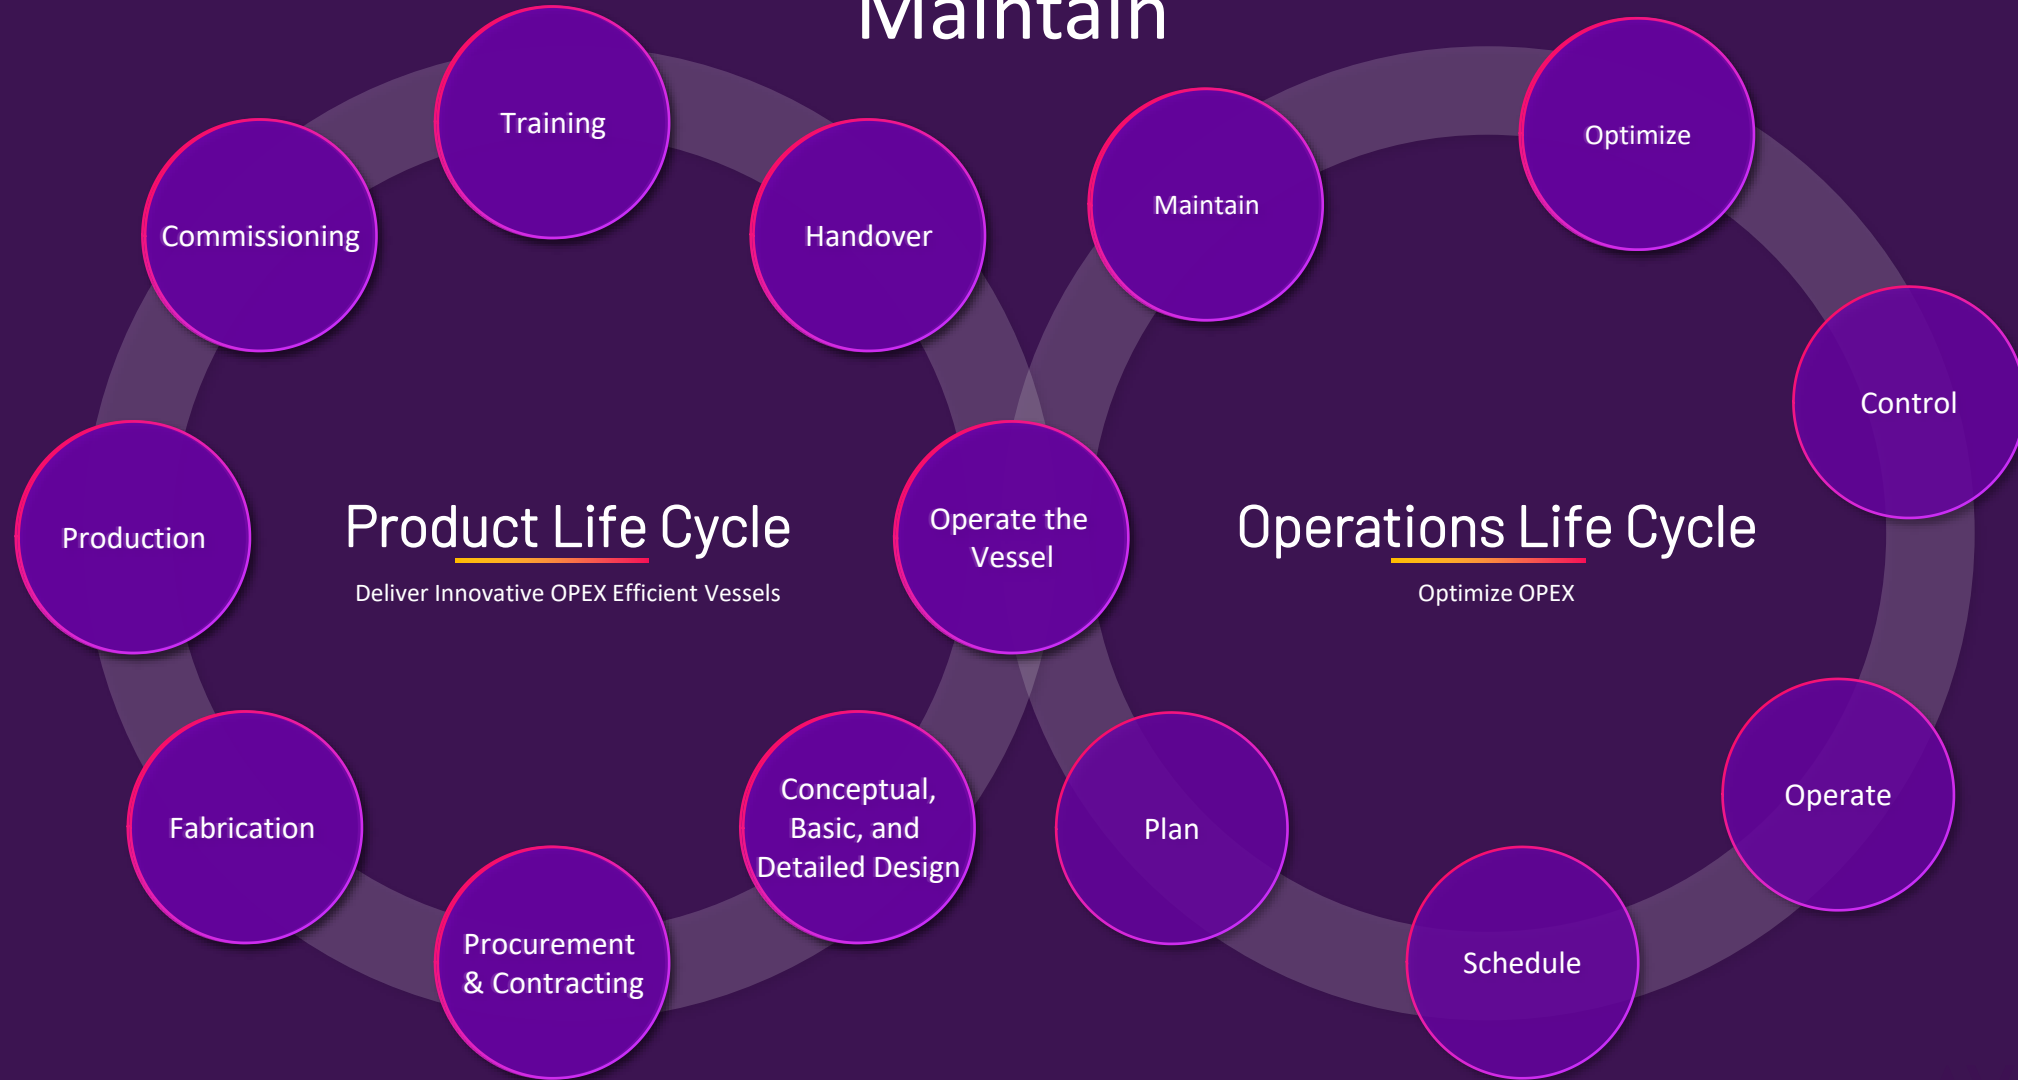 Maintain
Training
Commissioning
Handover
Production
Product Life Cycle
Deliver Innovative OPEX Efficient Vessels
Operate the
Vessel
Fabrication
Procurement
& Contracting
Conceptual,
Basic, and
Detailed Design
Maintain
Optimize
Control
Operations Life Cycle
Optimize OPEX
Operate
Plan
Schedule